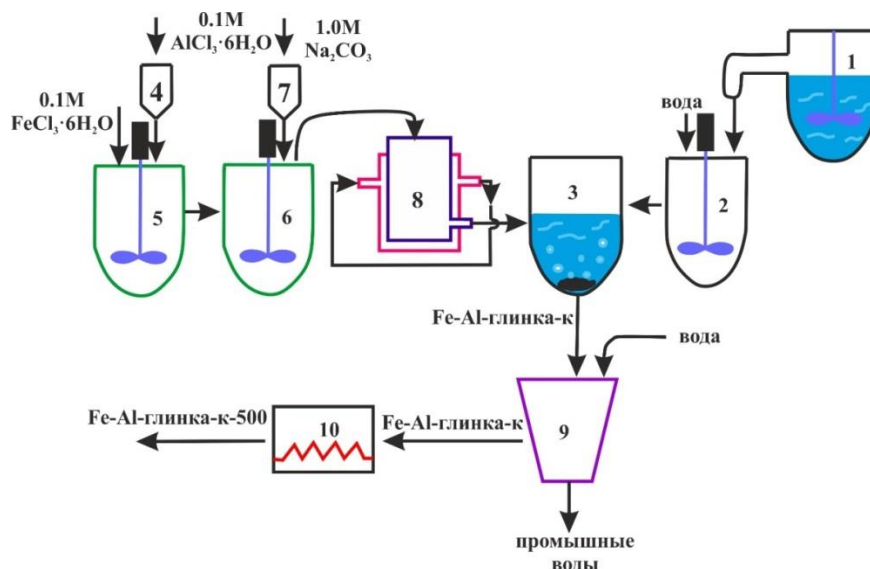 0.1M
AlCl₃·6H₂O
1.0M
Na₂CO₃
1
4
7
0.1M
FeCl₃·6H₂O
вода
5
6
8
3
2
Fe-Al-глинка-к
вода
Fe-Al-глинка-к-500
10
Fe-Al-глинка-к
9
промышные
воды